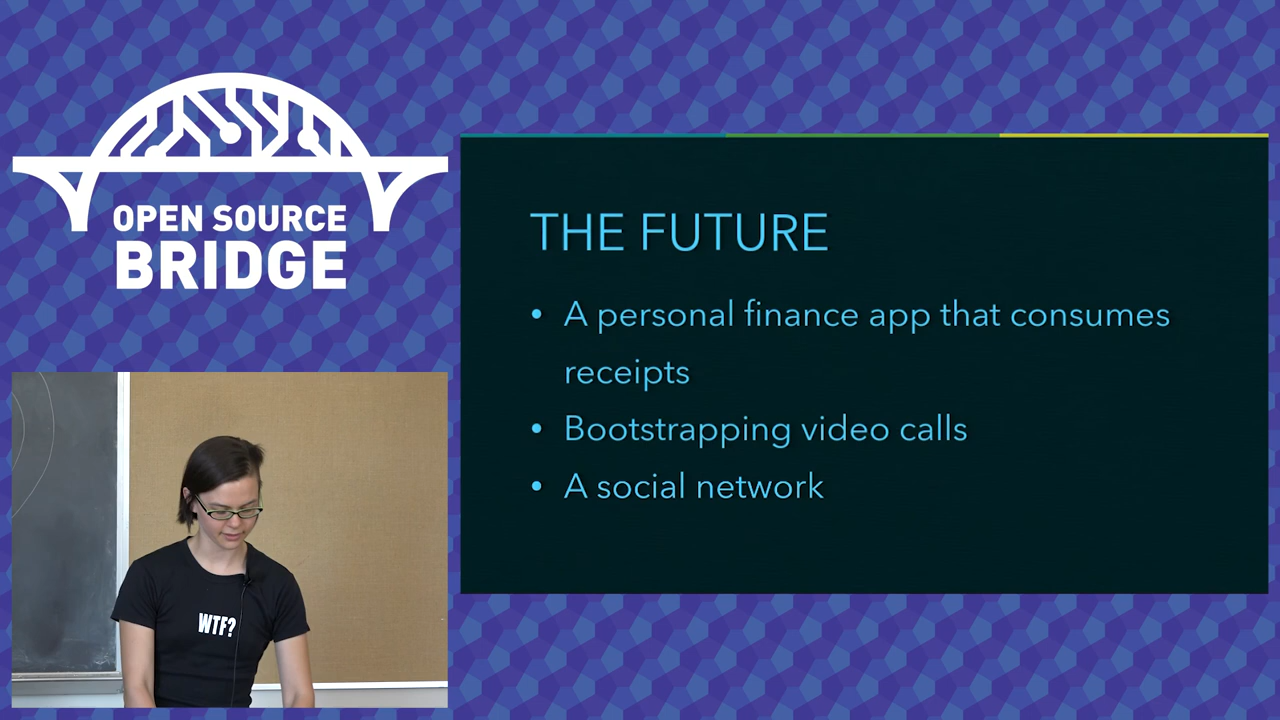 OPEN SOURCE
BRIDGE
THE FUTURE
• A personal finance app that consumes
receipts
• Bootstrapping video calls
• A social network
WTF?